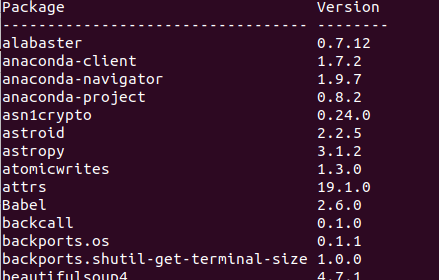 Package Version
---------------------------------- --------
alabaster 0.7.12
anaconda-client 1.7.2
anaconda-navigator 1.9.7
anaconda-project 0.8.2
asn1crypto 0.24.0
astroid 2.2.5
astropy 3.1.2
atomicwrites 1.3.0
attrs 19.1.0
Babel 2.6.0
backcall 0.1.0
backports.os 0.1.1
backports.shutil-get-terminal-size 1.0.0
beautifulsoup4 4.7.1